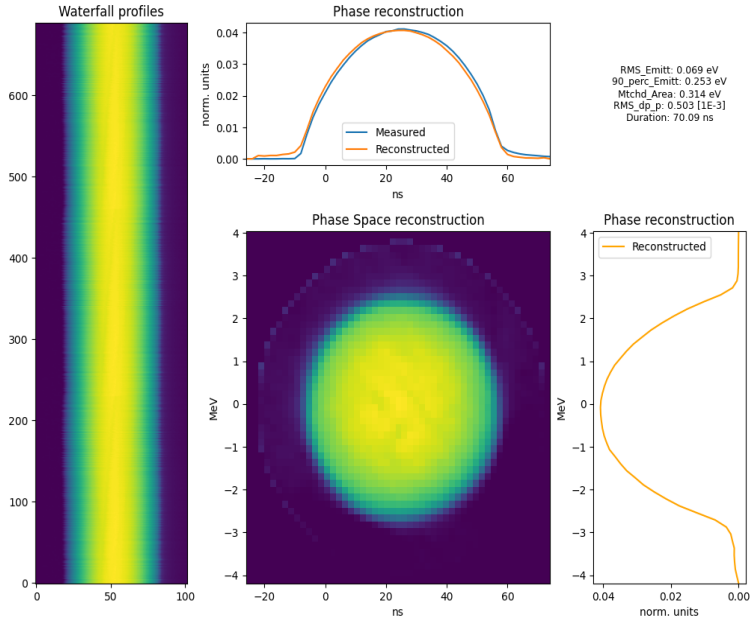 Waterfall profiles
600
500
400
300
200
100
0
0
50
100
Phase reconstruction
norm. units
0.04
0.03
0.02
0.01
0.00
Measured
Reconstructed
−20
0
20
40
60
ns
RMS_Emitt: 0.069 eV
90_perc_Emitt: 0.253 eV
Mtchd_Area: 0.314 eV
RMS_dp_p: 0.503 [1E-3]
Duration: 70.09 ns
Phase Space reconstruction
MeV
4
3
2
1
0
−1
−2
−3
−4
−20
0
20
40
60
ns
Phase reconstruction
Reconstructed
MeV
4
3
2
1
0
−1
−2
−3
−4
0.04
0.02
0.00
norm. units